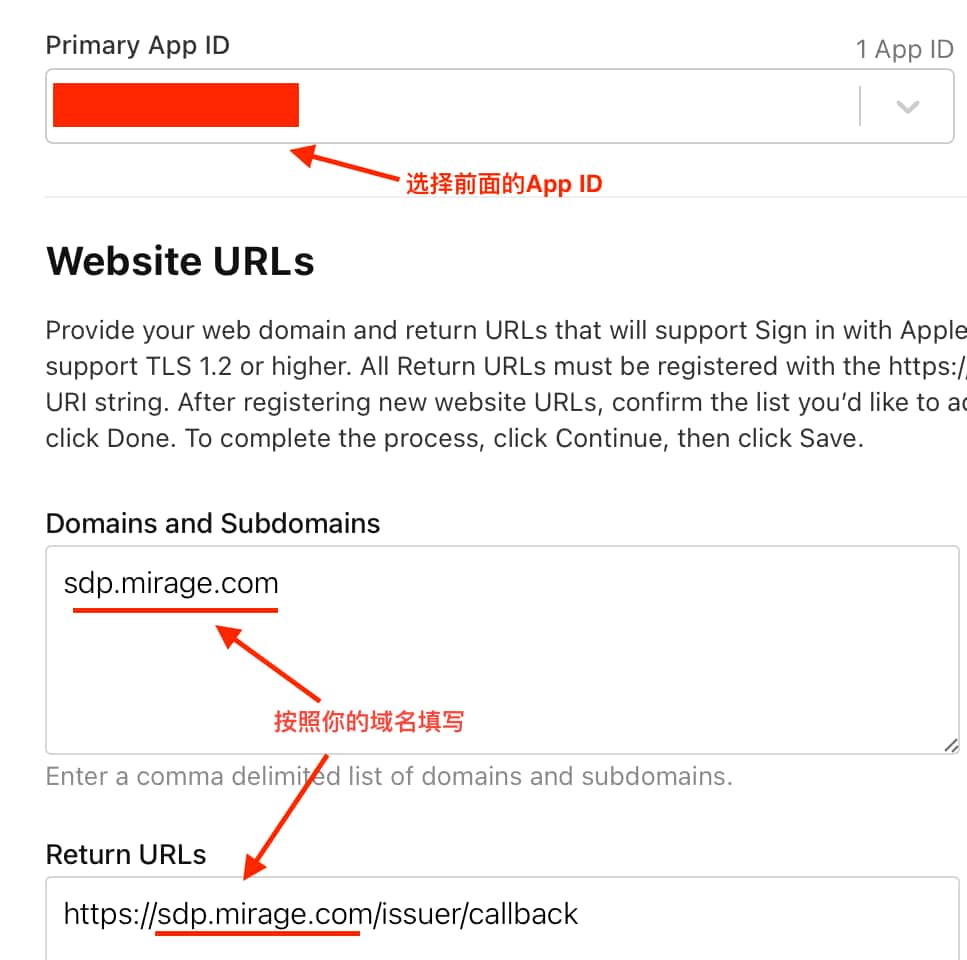 Primary App ID
1 App ID
选择前面的App ID
Website URLs
Provide your web domain and return URLs that will support Sign in with Apple
support TLS 1.2 or higher. All Return URLs must be registered with the https:/
URI string. After registering new website URLs, confirm the list you’d like to
click Done. To complete the process, click Continue, then click Save.
Domains and Subdomains
sdp.mirage.com
按照你的域名填写
Enter a comma delimited list of domains and subdomains.
Return URLs
https://sdp.mirage.com/issuer/callback